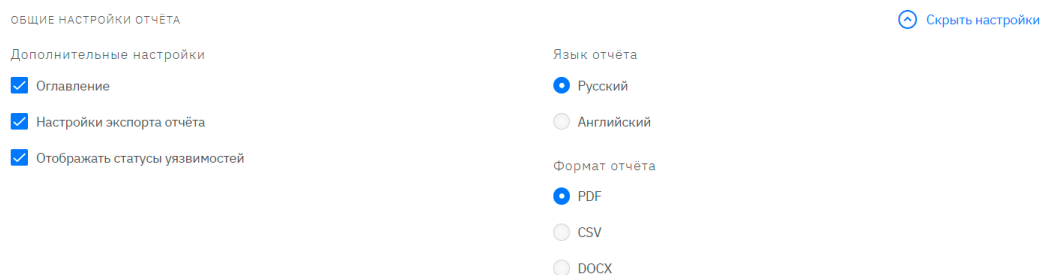 ОБЩИЕ НАСТРОЙКИ ОТЧЁТА
Скрыть настройки
Дополнительные настройки
Оглавление
Настройки экспорта отчёта
Отображать статусы уязвимостей
Язык отчёта
Русский
Английский
Формат отчёта
PDF
CSV
DOCX